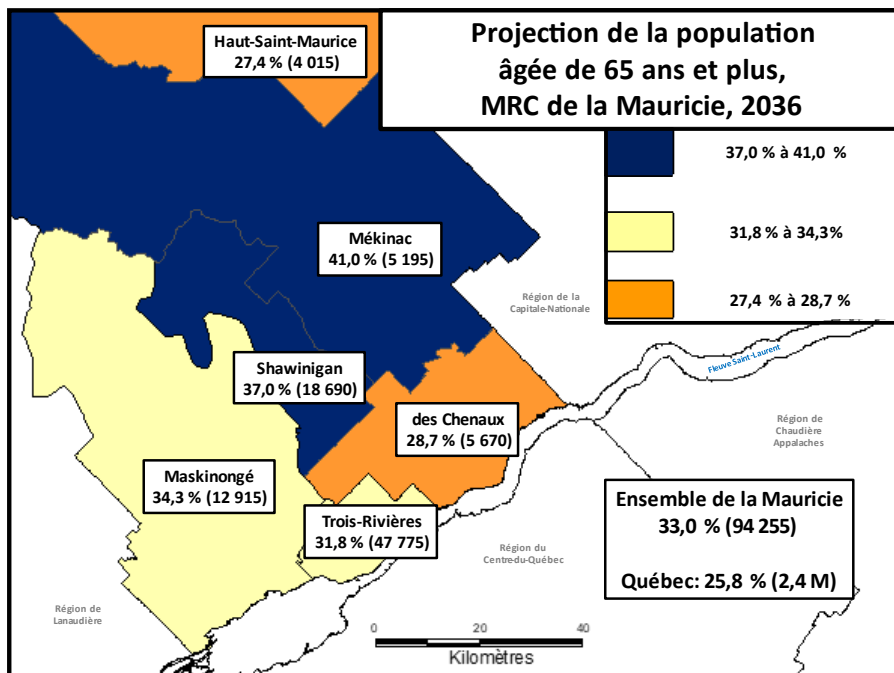 Projection de la population
âgée de 65 ans et plus,
MRC de la Mauricie, 2036
Haut-Saint-Maurice
27,4 % (4 015)
37,0 % à 41,0 %
31,8 % à 34,3%
27,4 % à 28,7 %
Mékinac
41,0 % (5 195)
Région de la
Capitale-Nationale
Fleuve Saint-Laurent
Shawinigan
37,0 % (18 690)
des Chenaux
28,7 % (5 670)
Région de
Chaudière
Appalaches
Maskinongé
34,3 % (12 915)
Trois-Rivières
31,8 % (47 775)
Ensemble de la Mauricie
33,0 % (94 255)
Québec: 25,8 % (2,4 M)
Région du
Centre-du-Québec
Région de
Lanaudière
0 20 40
Kilomètres